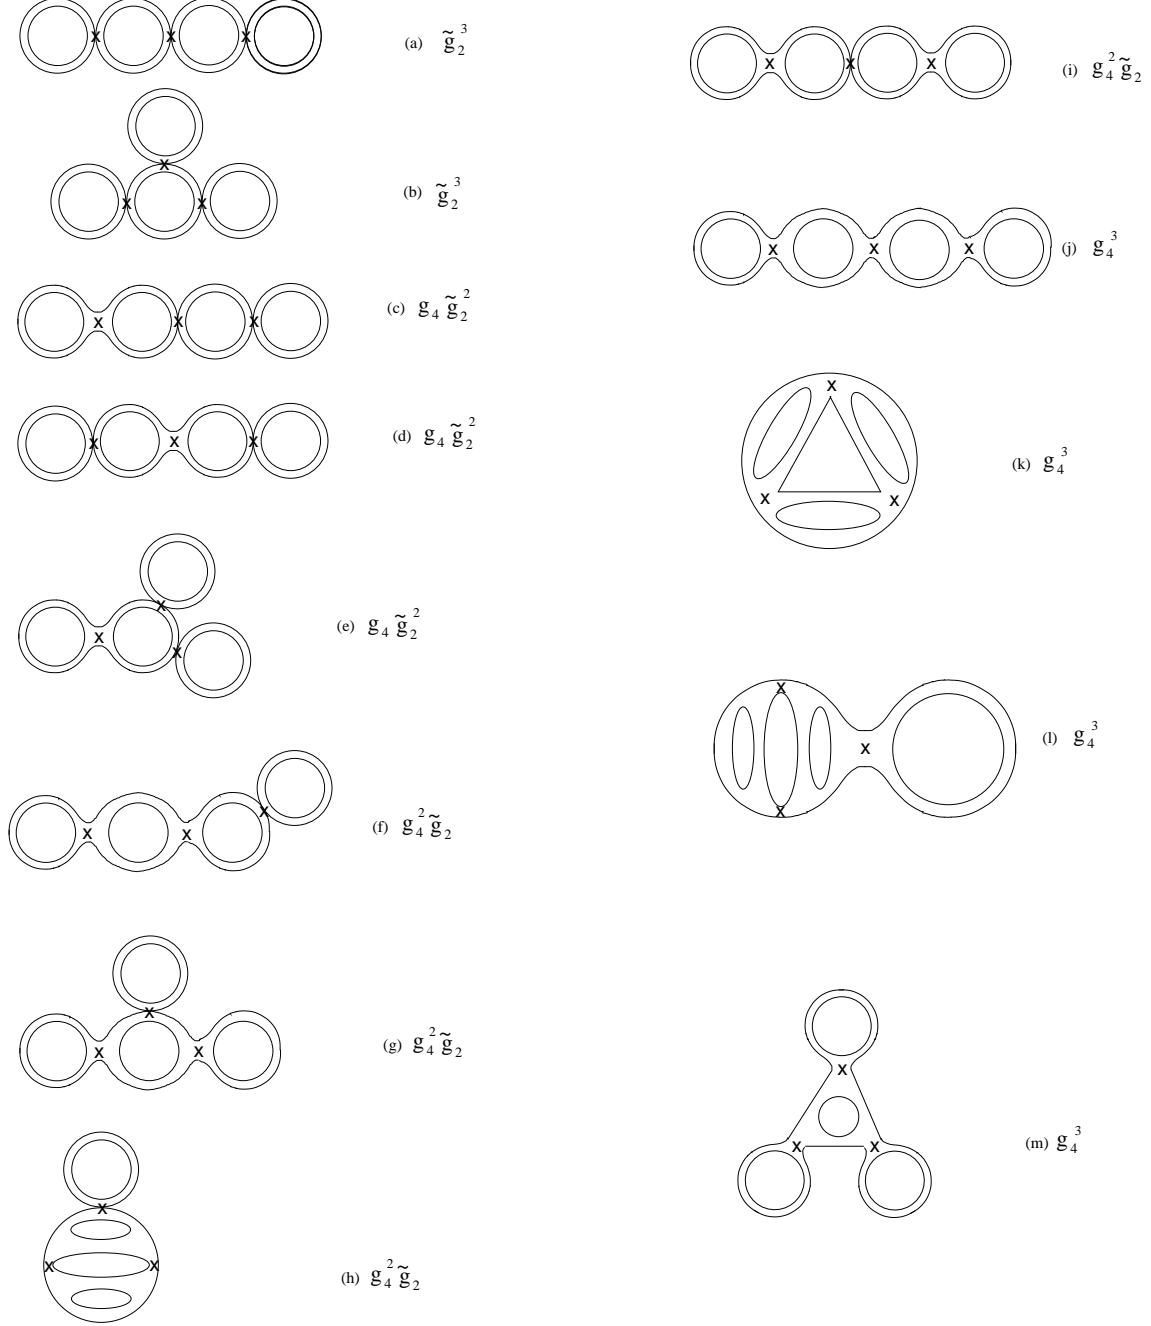 (a) g̃₂³
(b) g̃₂³
(c) g₄ g̃₂²
(d) g₄ g̃₂²
(e) g₄ g̃₂²
(f) g₄² g̃₂
(g) g₄² g̃₂
(h) g₄² g̃₂
(i) g₄² g̃₂
(j) g₄³
(k) g₄³
(l) g₄³
(m) g₄³